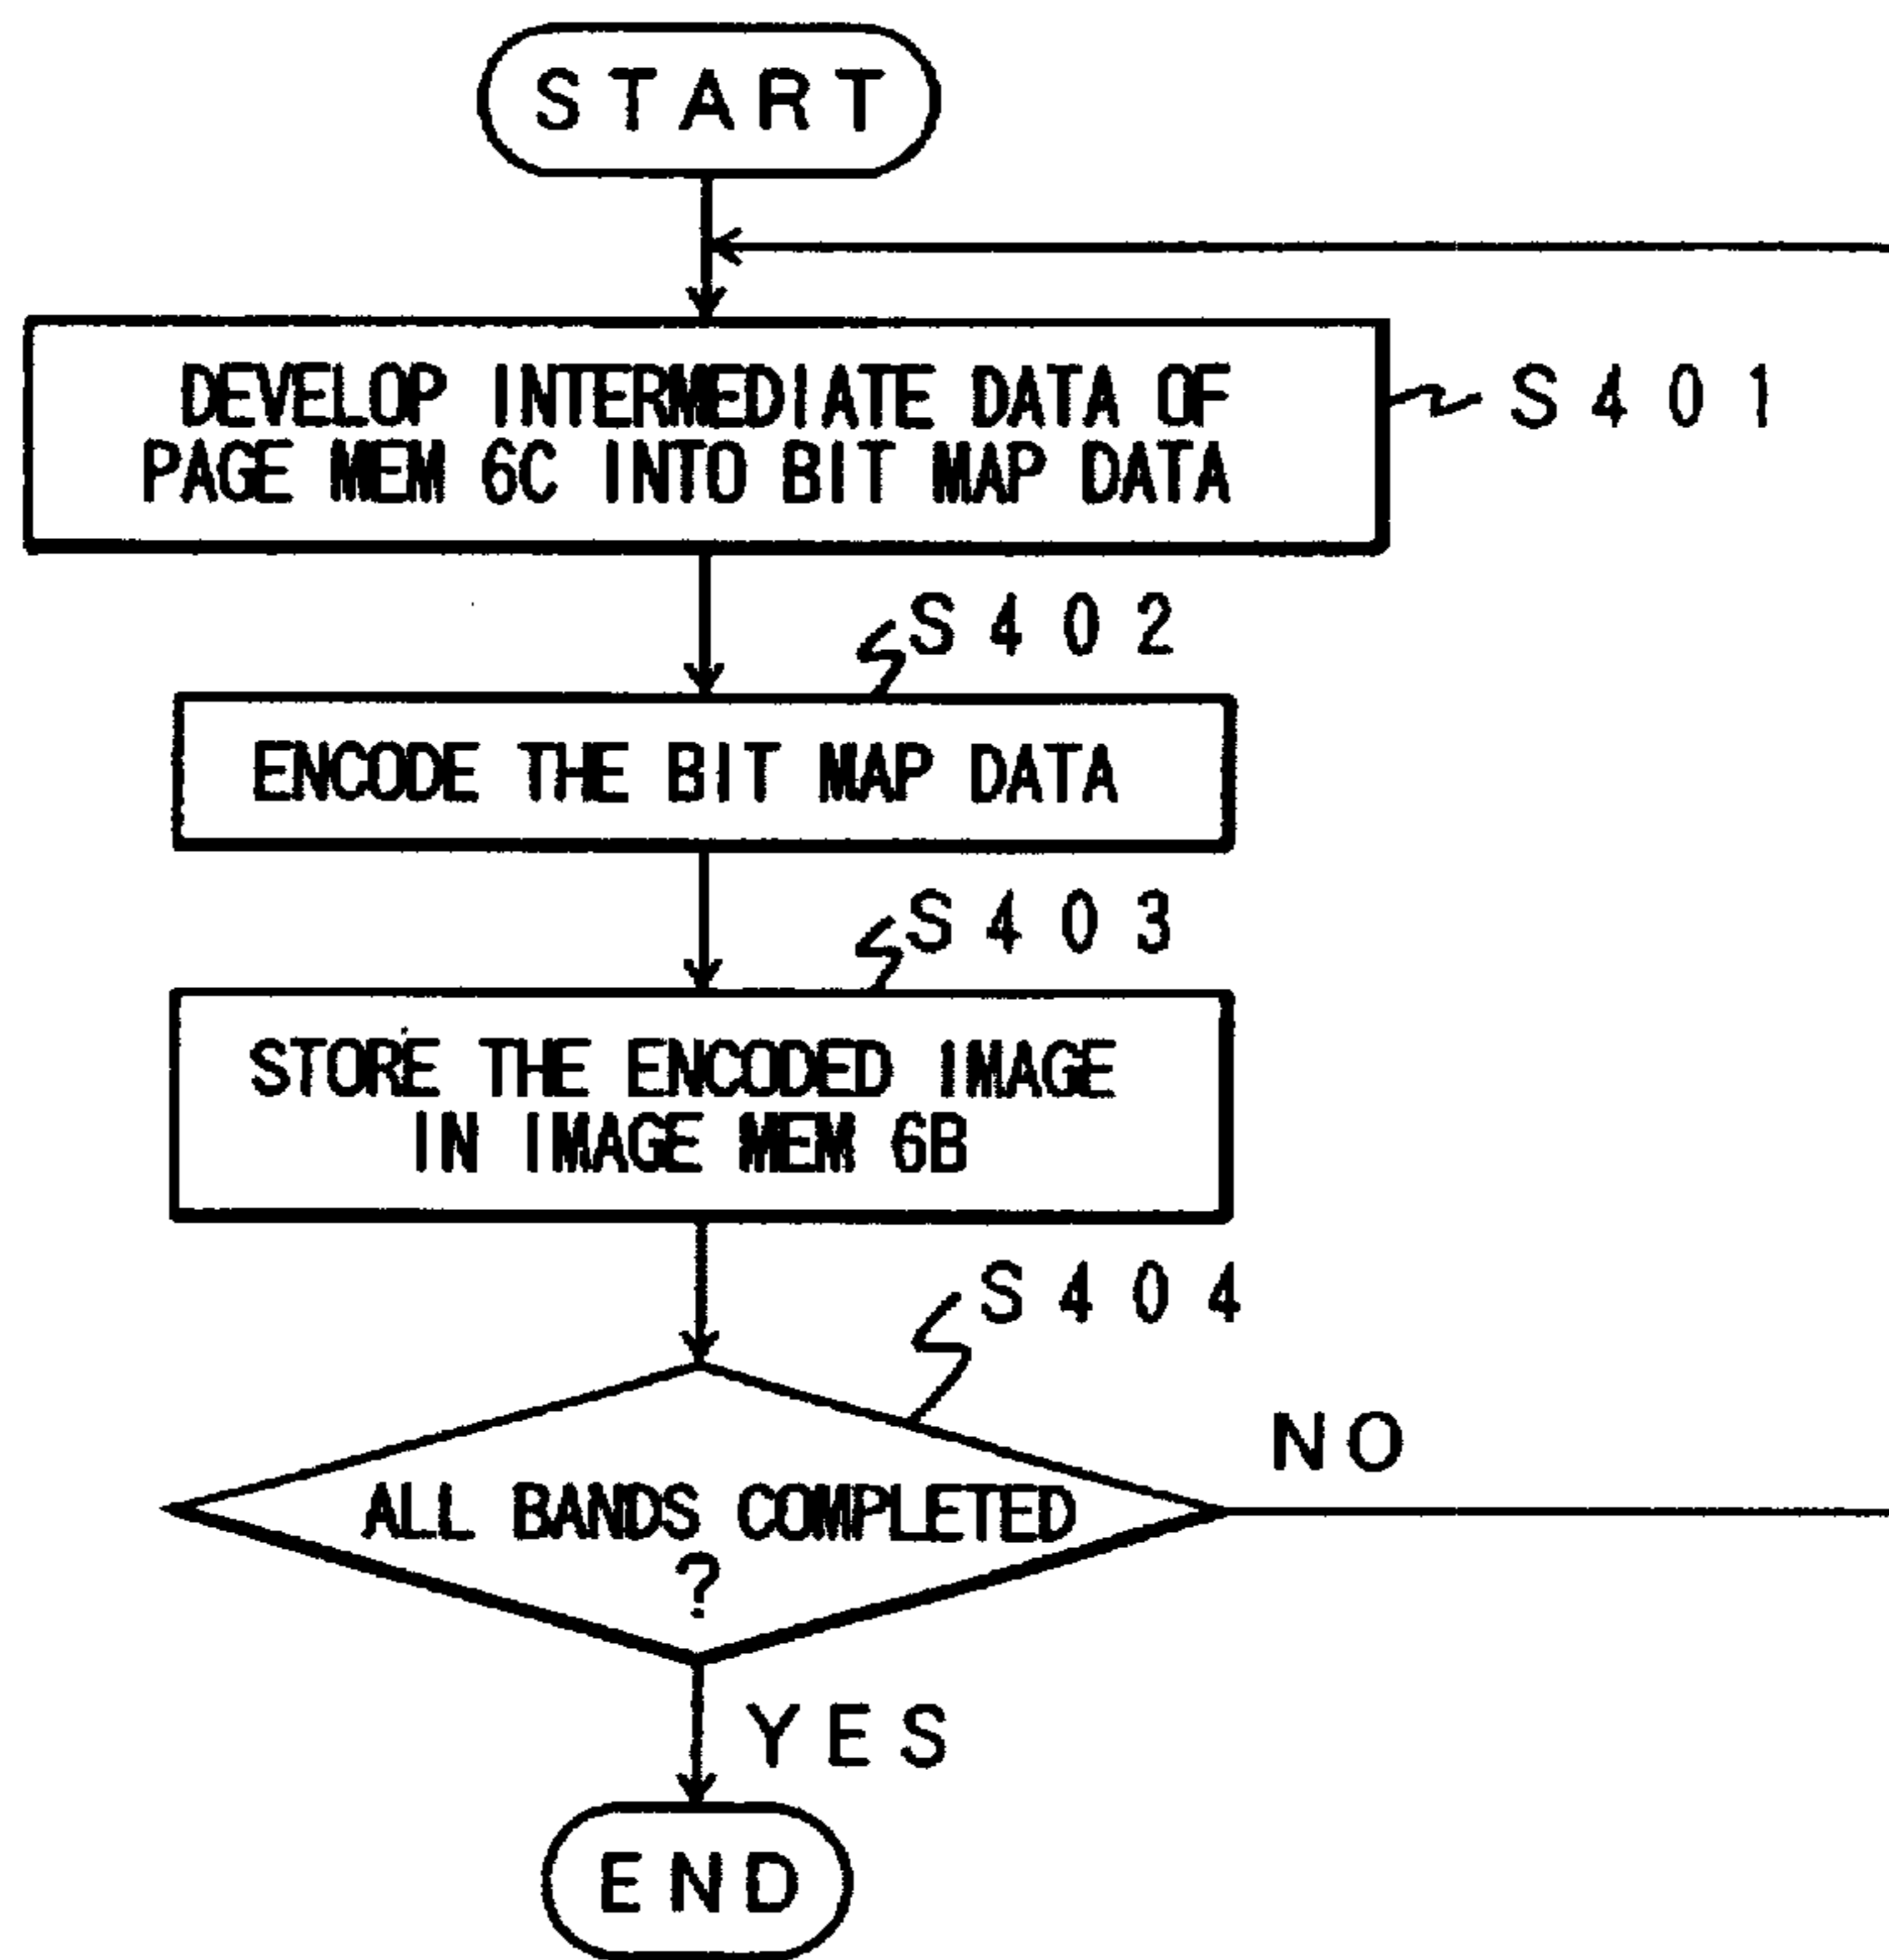 START
DEVELOP INTERMEDIATE DATA OF
PAGE MEM 6C INTO BIT MAP DATA
S401
S402
ENCODE THE BIT MAP DATA
S403
STORE THE ENCODED IMAGE
IN IMAGE MEM 6B
S404
NO
ALL BANDS COMPLETED
?
YES
END